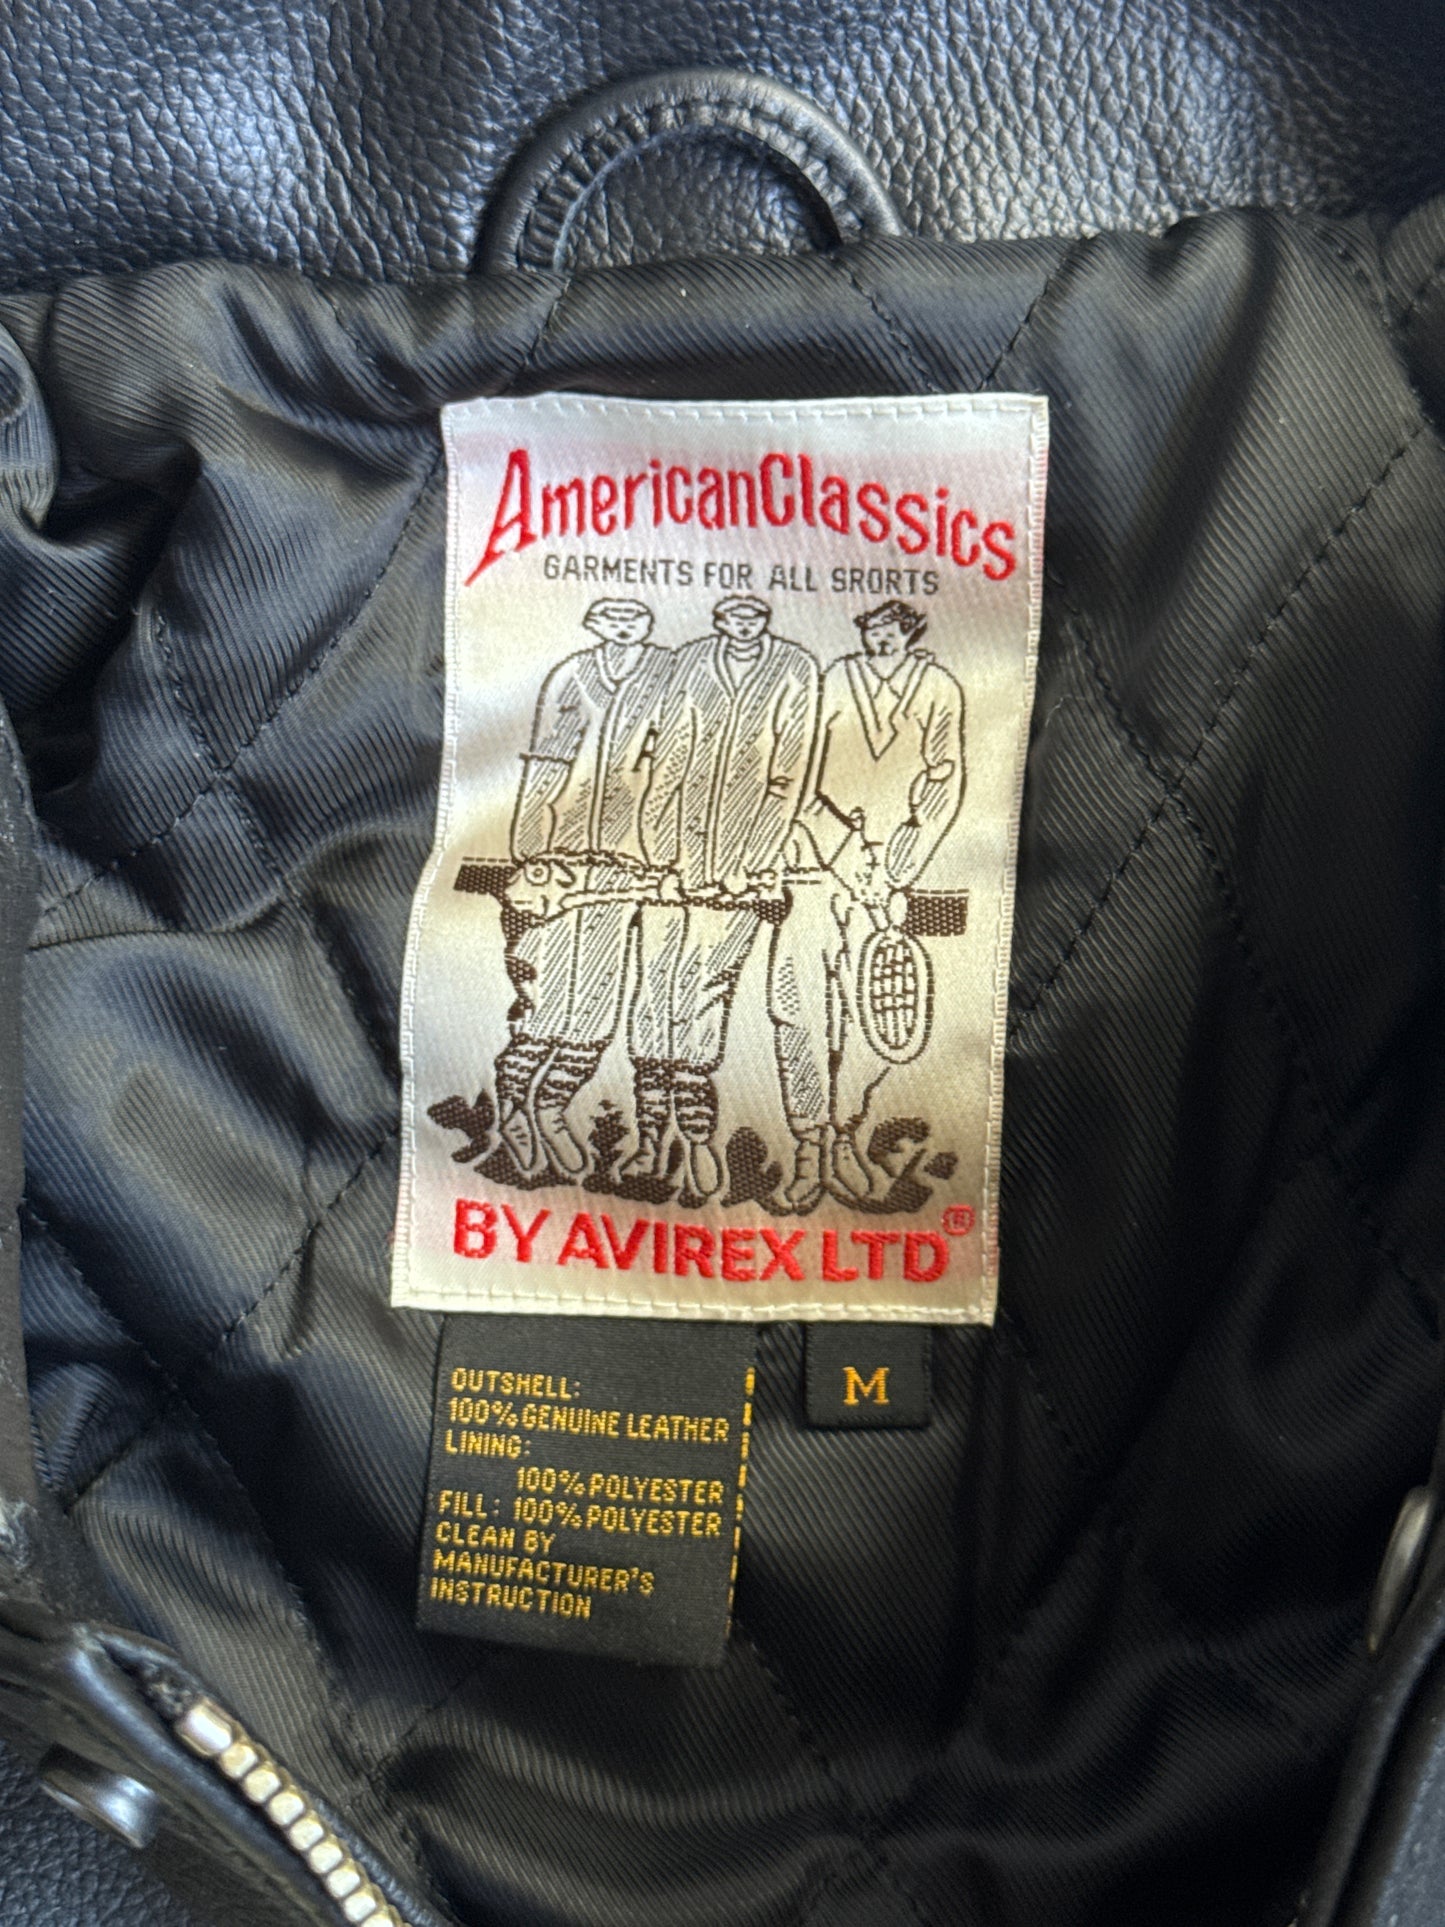 AmericanClassics
GARMENTS FOR ALL SRORTS
BY AVIREX LTD®
M
OUTSHELL:
100% GENUINE LEATHER
LINING:
100% POLYESTER
FILL: 100% POLYESTER
CLEAN BY
MANUFACTURER'S
INSTRUCTION